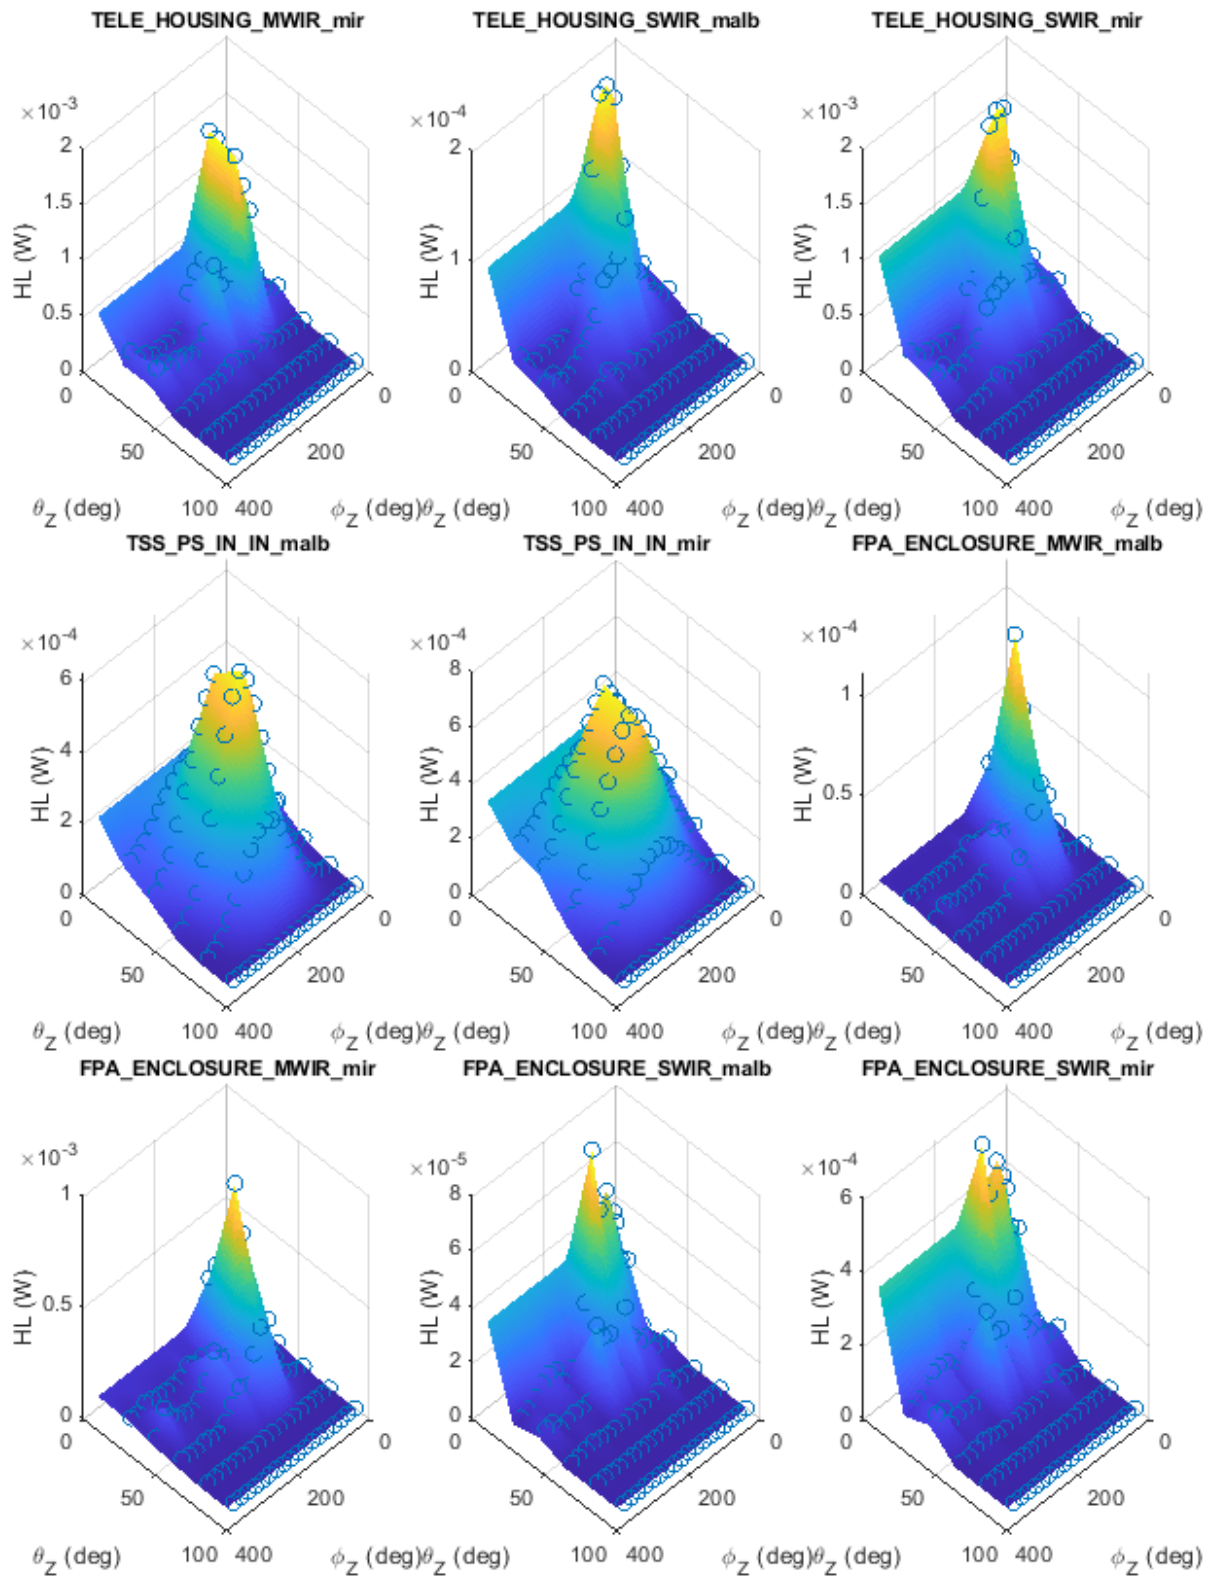 TELE_HOUSING_MWIR_mir
×10^-3
2
1.5
1
0.5
0
HL (W)
0
50
100
400
200
0
θ_Z (deg)
ϕ_Z (deg)
TELE_HOUSING_SWIR_malb
×10^-4
2
1
0
HL (W)
0
50
100
400
200
0
θ_Z (deg)
ϕ_Z (deg)
TELE_HOUSING_SWIR_mir
×10^-3
2
1.5
1
0.5
0
HL (W)
0
50
100
400
200
0
θ_Z (deg)
ϕ_Z (deg)
TSS_PS_IN_IN_malb
×10^-4
6
4
2
0
HL (W)
0
50
100
400
200
0
θ_Z (deg)
ϕ_Z (deg)
TSS_PS_IN_IN_mir
×10^-4
8
6
4
2
0
HL (W)
0
50
100
400
200
0
θ_Z (deg)
ϕ_Z (deg)
FPA_ENCLOSURE_MWIR_malb
×10^-4
1
0.5
0
HL (W)
0
50
100
400
200
0
θ_Z (deg)
ϕ_Z (deg)
FPA_ENCLOSURE_MWIR_mir
×10^-3
1
0.5
0
HL (W)
0
50
100
400
200
0
θ_Z (deg)
ϕ_Z (deg)
FPA_ENCLOSURE_SWIR_malb
×10^-5
8
6
4
2
0
HL (W)
0
50
100
400
200
0
θ_Z (deg)
ϕ_Z (deg)
FPA_ENCLOSURE_SWIR_mir
×10^-4
6
4
2
0
HL (W)
0
50
100
400
200
0
θ_Z (deg)
ϕ_Z (deg)